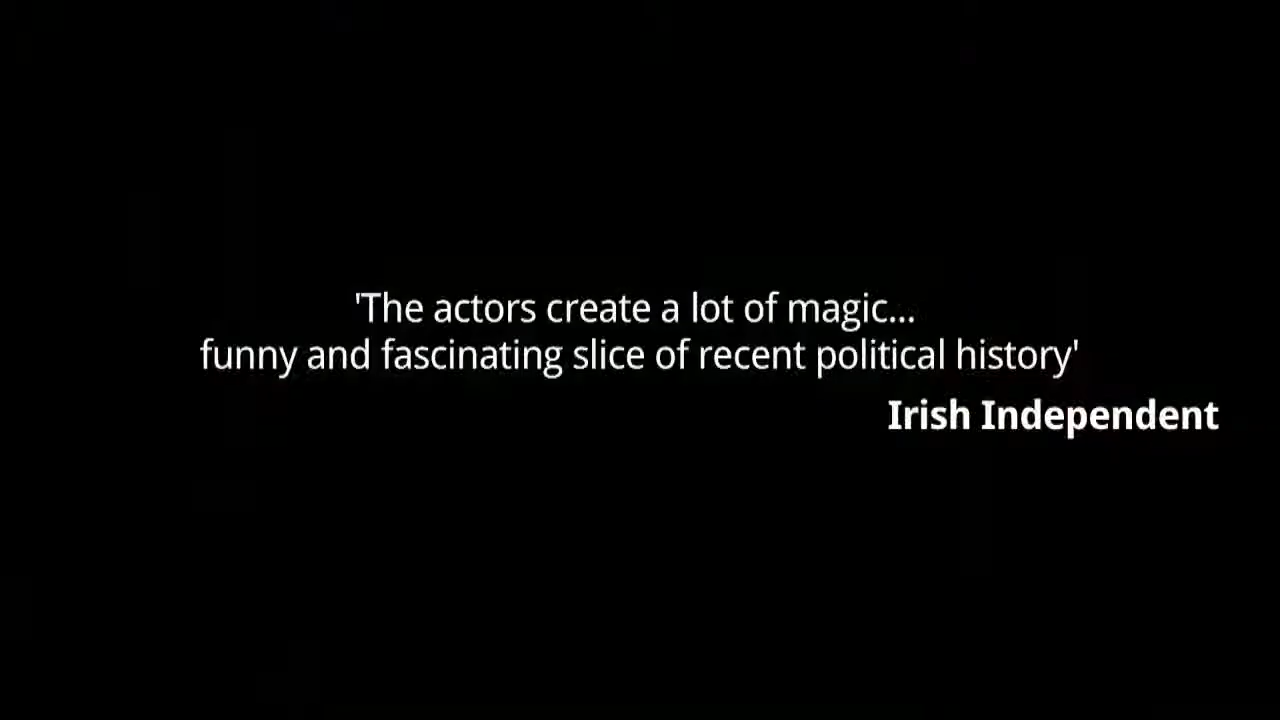 'The actors create a lot of magic...
funny and fascinating slice of recent political history'
Irish Independent